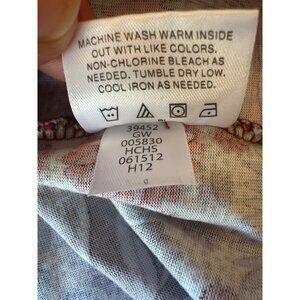 MACHINE WASH WARM INSIDE
OUT WITH LIKE COLORS.
NON-CHLORINE BLEACH AS
NEEDED. TUMBLE DRY LOW.
COOL IRON AS NEEDED.
39452
GW
005830
HCHS
061512
H12